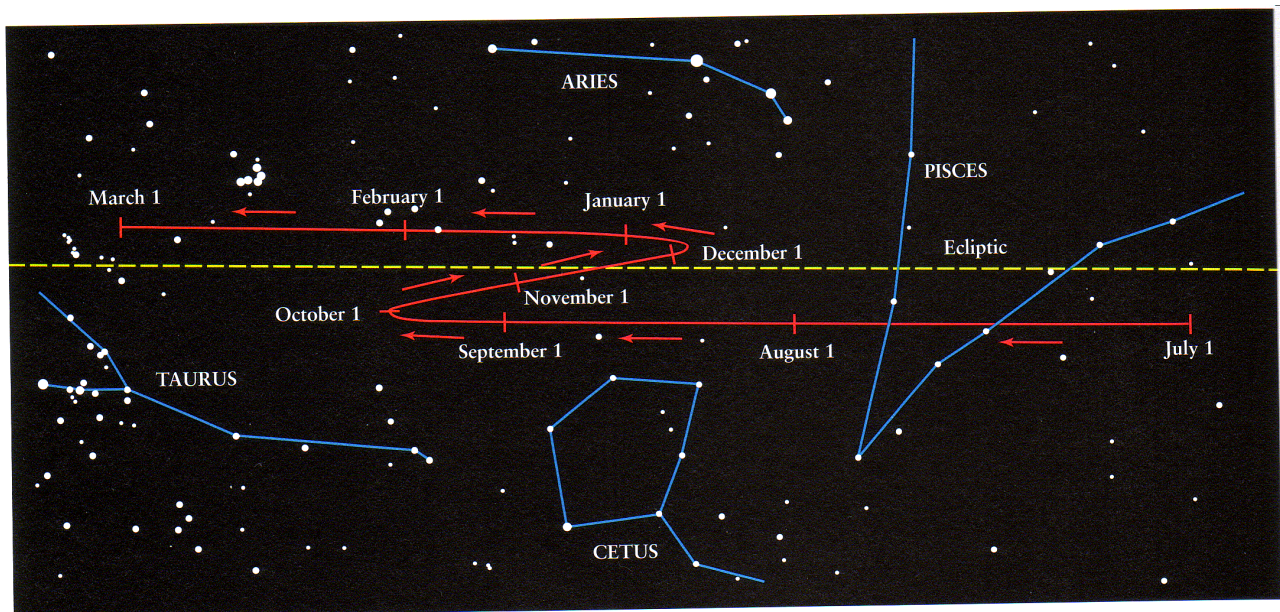 ARIES
PISCES
March 1
February 1
January 1
Ecliptic
December 1
November 1
October 1
September 1
August 1
July 1
TAURUS
CETUS